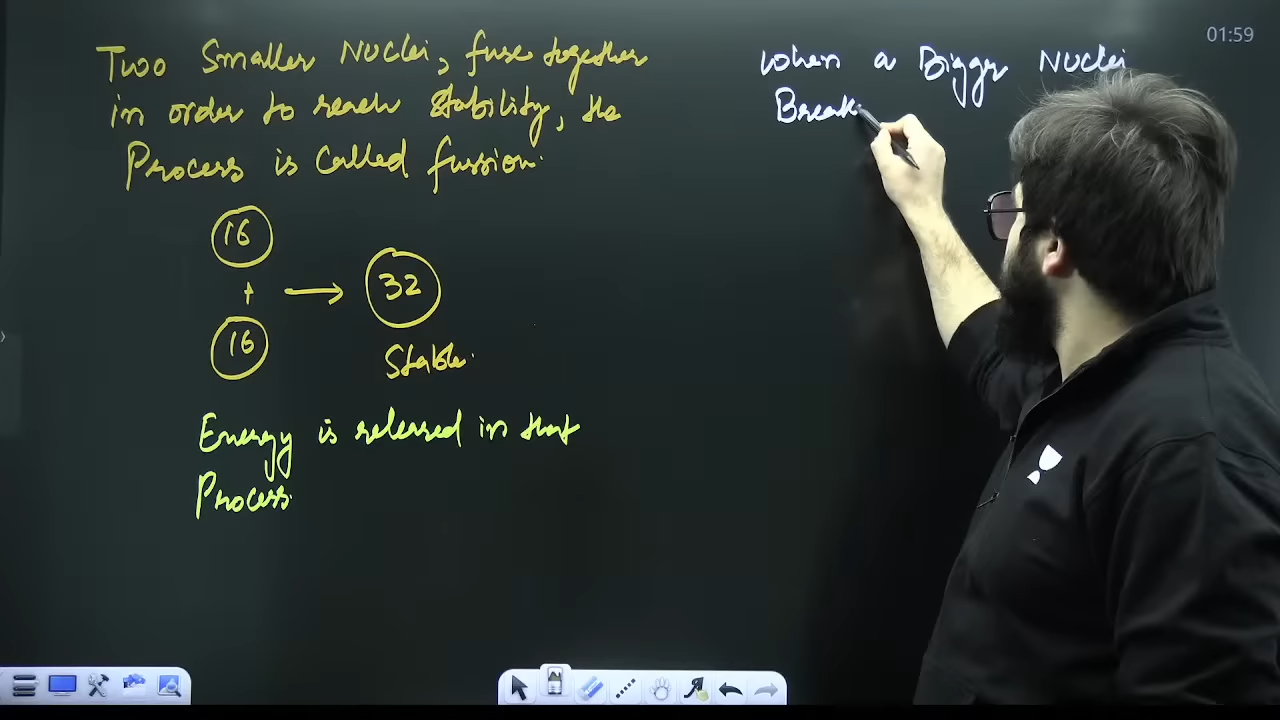 Two Smaller Nuclei, fuse together
in order to reach Stability, the
Process is called fussion.
16
+
16
32
Stable.
Energy is released in that
Process.
When a Bigger Nuclei
Break
01:59